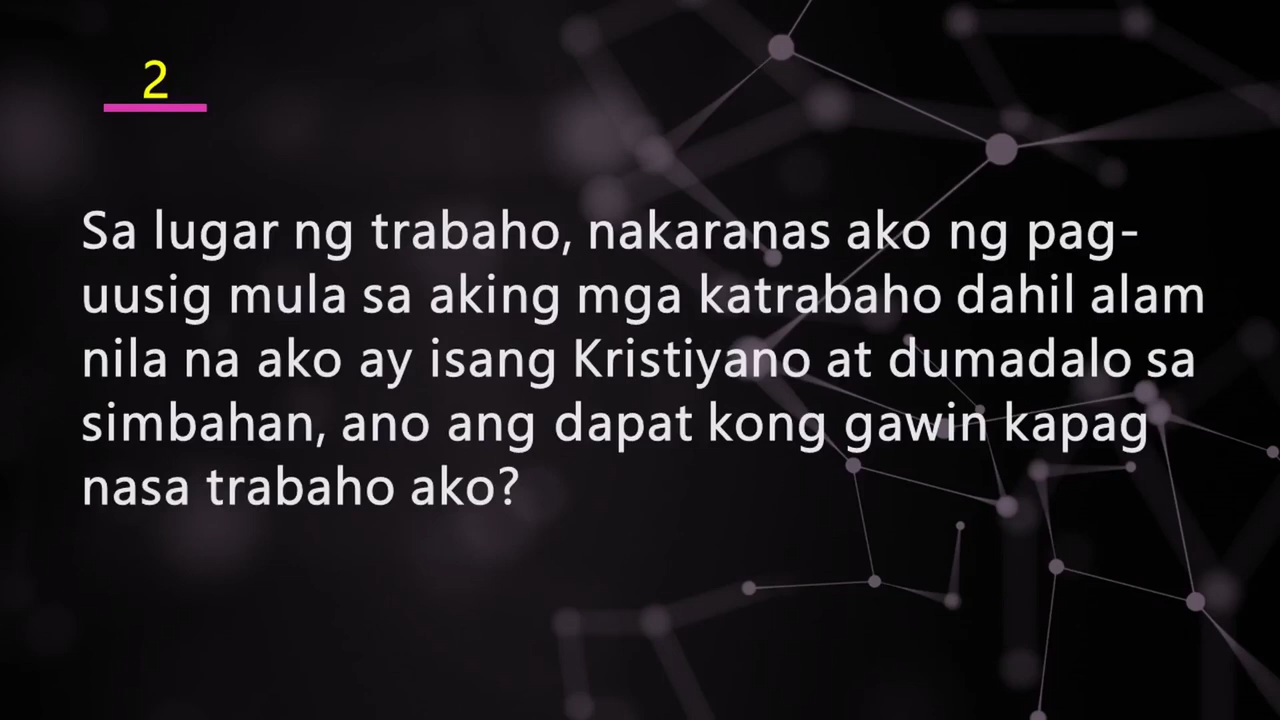 2
Sa lugar ng trabaho, nakaranas ako ng pag-
uusig mula sa aking mga katrabaho dahil alam
nila na ako ay isang Kristiyano at dumadalo sa
simbahan, ano ang dapat kong gawin kapag
nasa trabaho ako?